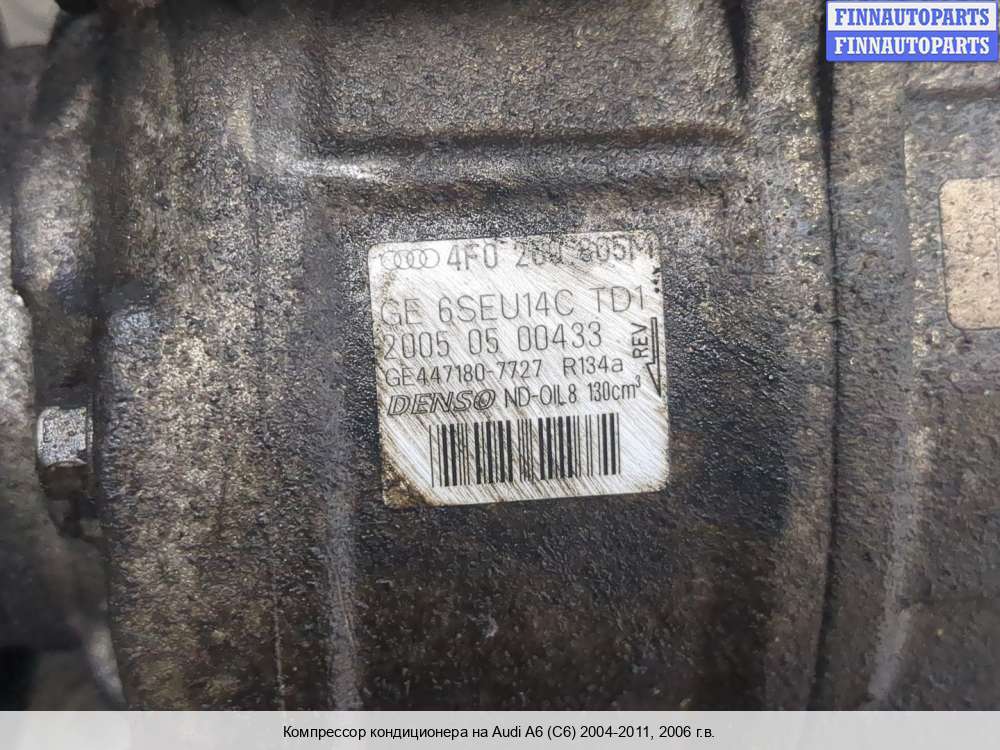 FINNAUTOPARTS
FINNAUTOPARTS
4F0 260 805M
GE 6SEU14C TD1
2005 05 00433
GE447180-7727 R134a
REV
DENSO ND-OIL8 130cm³
Компрессор кондиционера на Audi A6 (C6) 2004-2011, 2006 г.в.